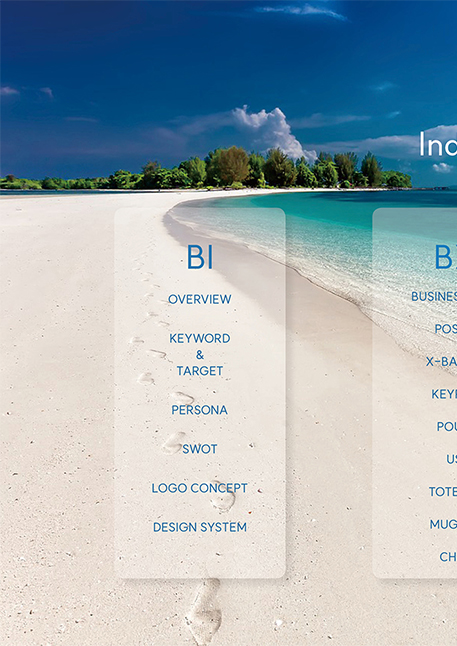 Ind
BI
OVERVIEW
KEYWORD
&
TARGET
PERSONA
SWOT
LOGO CONCEPT
DESIGN SYSTEM
B
BUSINES
POS
X-BA
KEYR
POU
US
TOTE
MUG
CH